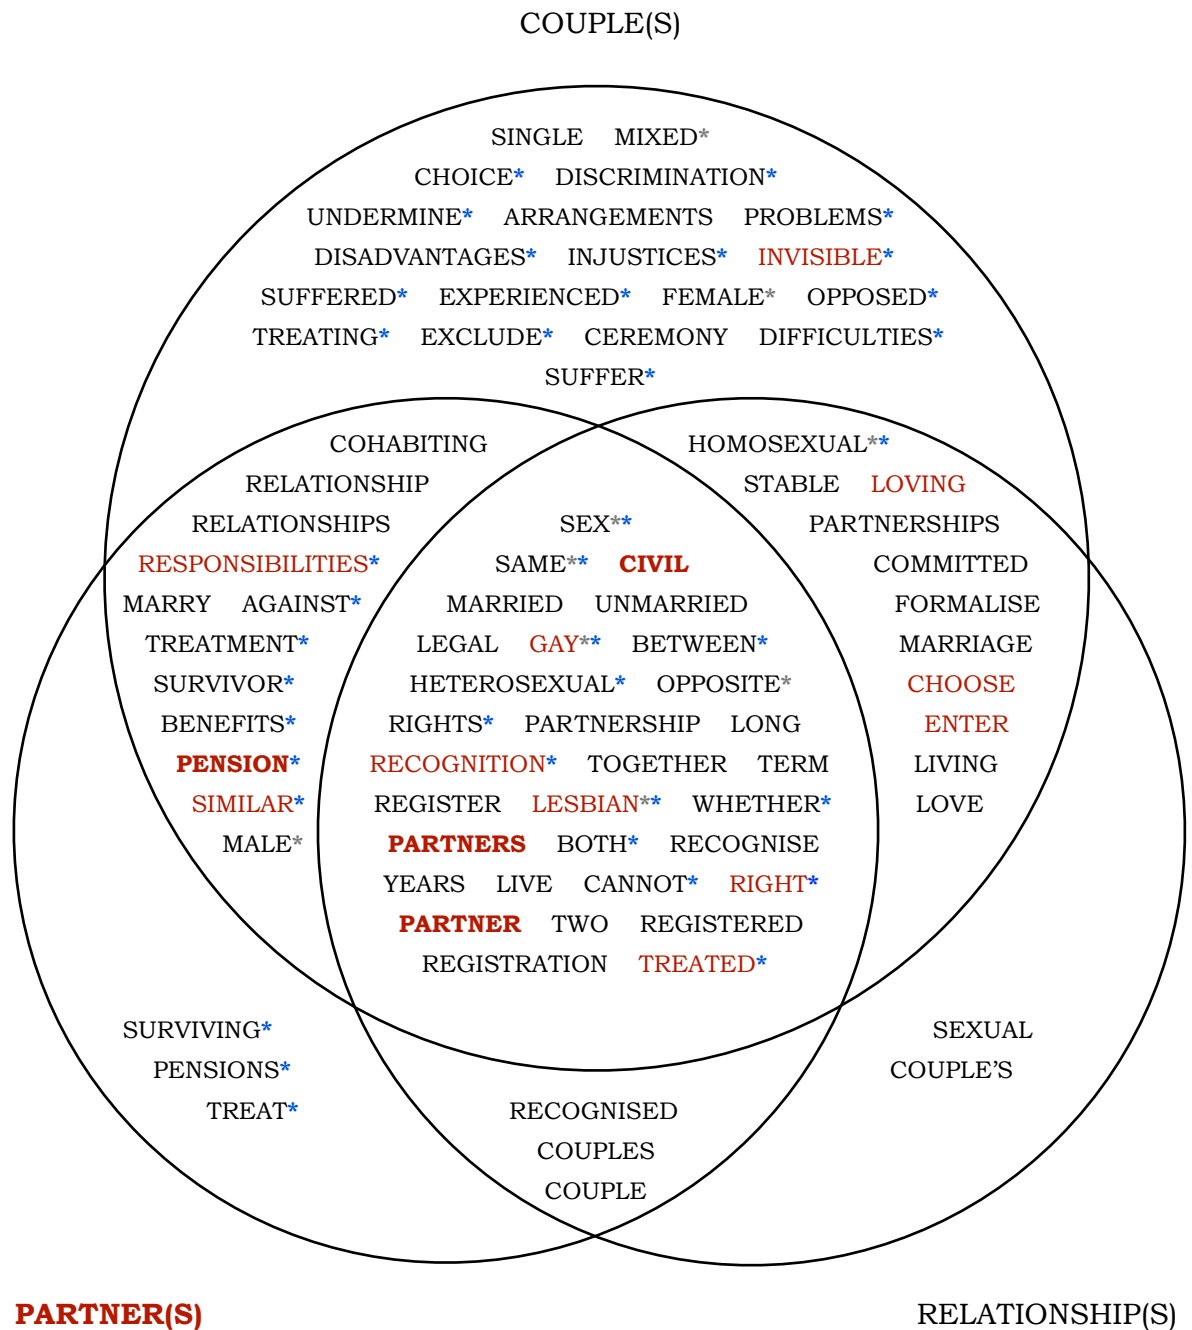 COUPLE(S)
SINGLE MIXED*
CHOICE* DISCRIMINATION*
UNDERMINE* ARRANGEMENTS PROBLEMS*
DISADVANTAGES* INJUSTICES* INVISIBLE*
SUFFERED* EXPERIENCED* FEMALE* OPPOSED*
TREATING* EXCLUDE* CEREMONY DIFFICULTIES*
SUFFER*
COHABITING
RELATIONSHIP
RELATIONSHIPS
RESPONSIBILITIES*
MARRY AGAINST*
TREATMENT*
SURVIVOR*
BENEFITS*
PENSION*
SIMILAR*
MALE*
SEX**
SAME** CIVIL
MARRIED UNMARRIED
LEGAL GAY** BETWEEN*
HETEROSEXUAL* OPPOSITE*
RIGHTS* PARTNERSHIP LONG
RECOGNITION* TOGETHER TERM
REGISTER LESBIAN** WHETHER*
PARTNERS BOTH* RECOGNISE
YEARS LIVE CANNOT* RIGHT*
PARTNER TWO REGISTERED
REGISTRATION TREATED*
HOMOSEXUAL**
STABLE LOVING
PARTNERSHIPS
COMMITTED
FORMALISE
MARRIAGE
CHOOSE
ENTER
LIVING
LOVE
SURVIVING*
PENSIONS*
TREAT*
RECOGNISED
COUPLES
COUPLE
SEXUAL
COUPLE'S
PARTNER(S)
RELATIONSHIP(S)